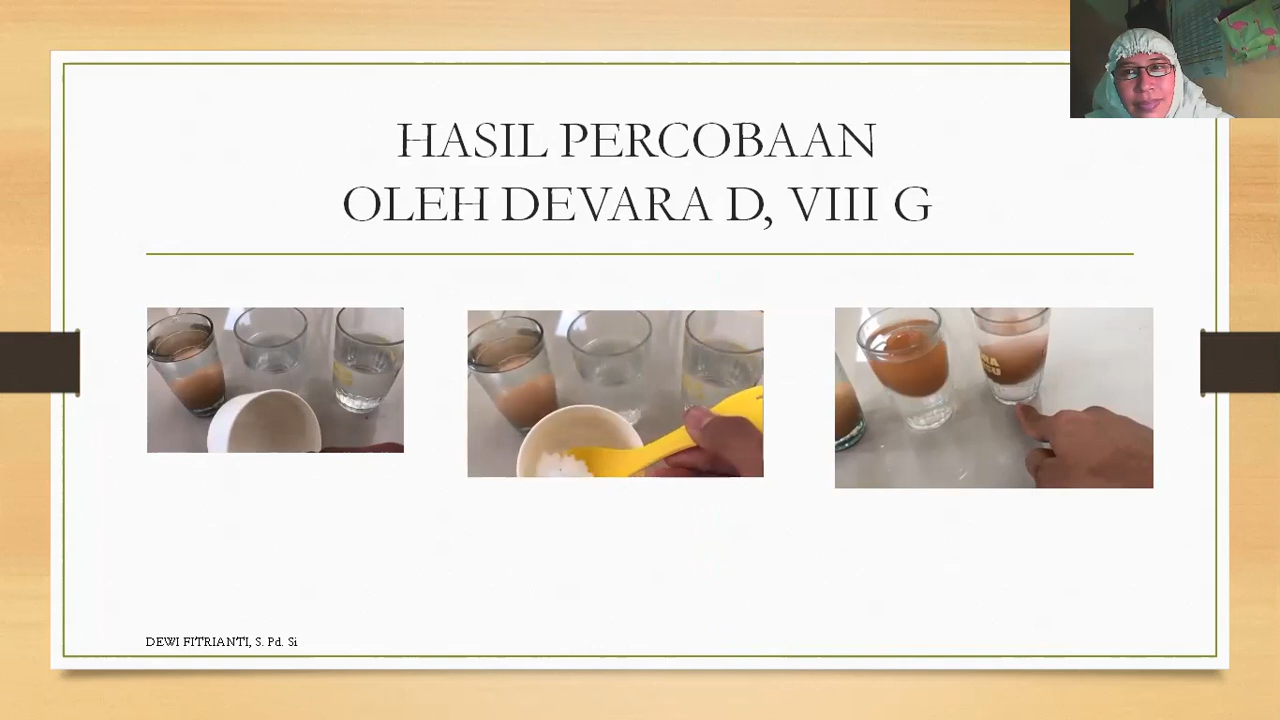 HASIL PERCOBAAN
OLEH DEVARA D, VIII G
DEWI FITRIANTI, S. Pd. Si